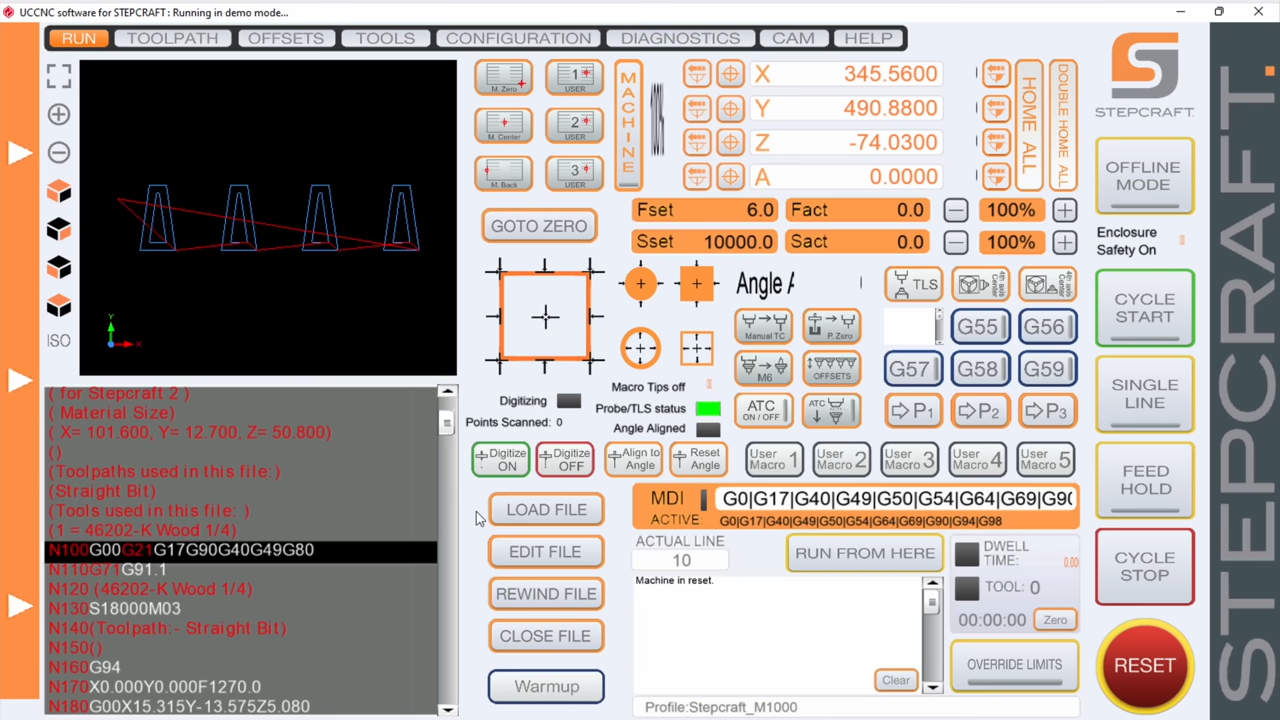 UCCNC software for STEPCRAFT : Running in demo mode...
RUN TOOLPATH OFFSETS TOOLS CONFIGURATION DIAGNOSTICS CAM HELP
M. Zero 1 USER
M. Center 2 USER
M. Back 3 USER
MACHINE
X 345.5600
Y 490.8800
Z -74.0300
A 0.0000
HOME ALL
DOUBLE HOME ALL
STEPCRAFT.
STEPCRAFT.
ISO
Y
X
GOTO ZERO
Fset 6.0 Fact 0.0 100%
Sset 10000.0 Sact 0.0 100%
OFFLINE MODE
Enclosure
Safety On
Angle A
TLS
4th axis Center
4th axis Center
Manual TC P. Zero G55 G56
M6 OFFSETS G57 G58 G59
ATC ON / OFF ATC P1 P2 P3
Macro Tips off
Digitizing
Probe/TLS status
Points Scanned: 0
Angle Aligned
Digitize ON Digitize OFF Align to Angle Reset Angle
User Macro 1 User Macro 2 User Macro 3 User Macro 4 User Macro 5
CYCLE START
SINGLE LINE
FEED HOLD
CYCLE STOP
RESET
( for Stepcraft 2 )
( Material Size)
( X= 101.600, Y= 12.700, Z= 50.800)
()
(Toolpaths used in this file: )
(Straight Bit)
(Tools used in this file: )
(1 = 46202-K Wood 1/4)
N100G00G21G17G90G40G49G80
N110G71G91.1
N120 (46202-K Wood 1/4)
N130S18000M03
N140(Toolpath:- Straight Bit)
N150()
N160G94
N170X0.000Y0.000F1270.0
N180G00X15.315Y-13.575Z5.080
LOAD FILE
EDIT FILE
REWIND FILE
CLOSE FILE
Warmup
MDI G0|G17|G40|G49|G50|G54|G64|G69|G90
ACTIVE: G0|G17|G40|G49|G50|G54|G64|G69|G90|G94|G98
ACTUAL LINE
10
RUN FROM HERE
DWELL TIME: 0.00
TOOL: 0
00:00:00 Zero
Machine in reset.
Clear
OVERRIDE LIMITS
Profile:Stepcraft_M1000